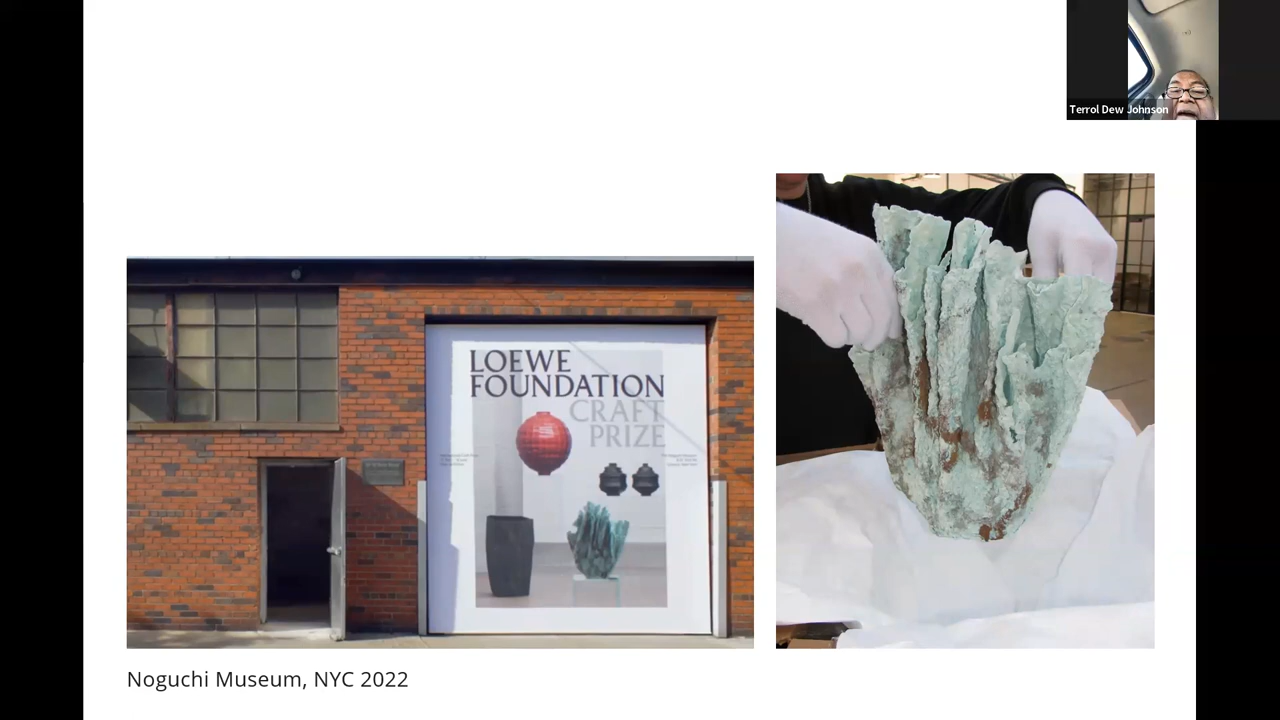 Terrol Dew Johnson
LOEWE
FOUNDATION
CRAFT
PRIZE
Noguchi Museum, NYC 2022